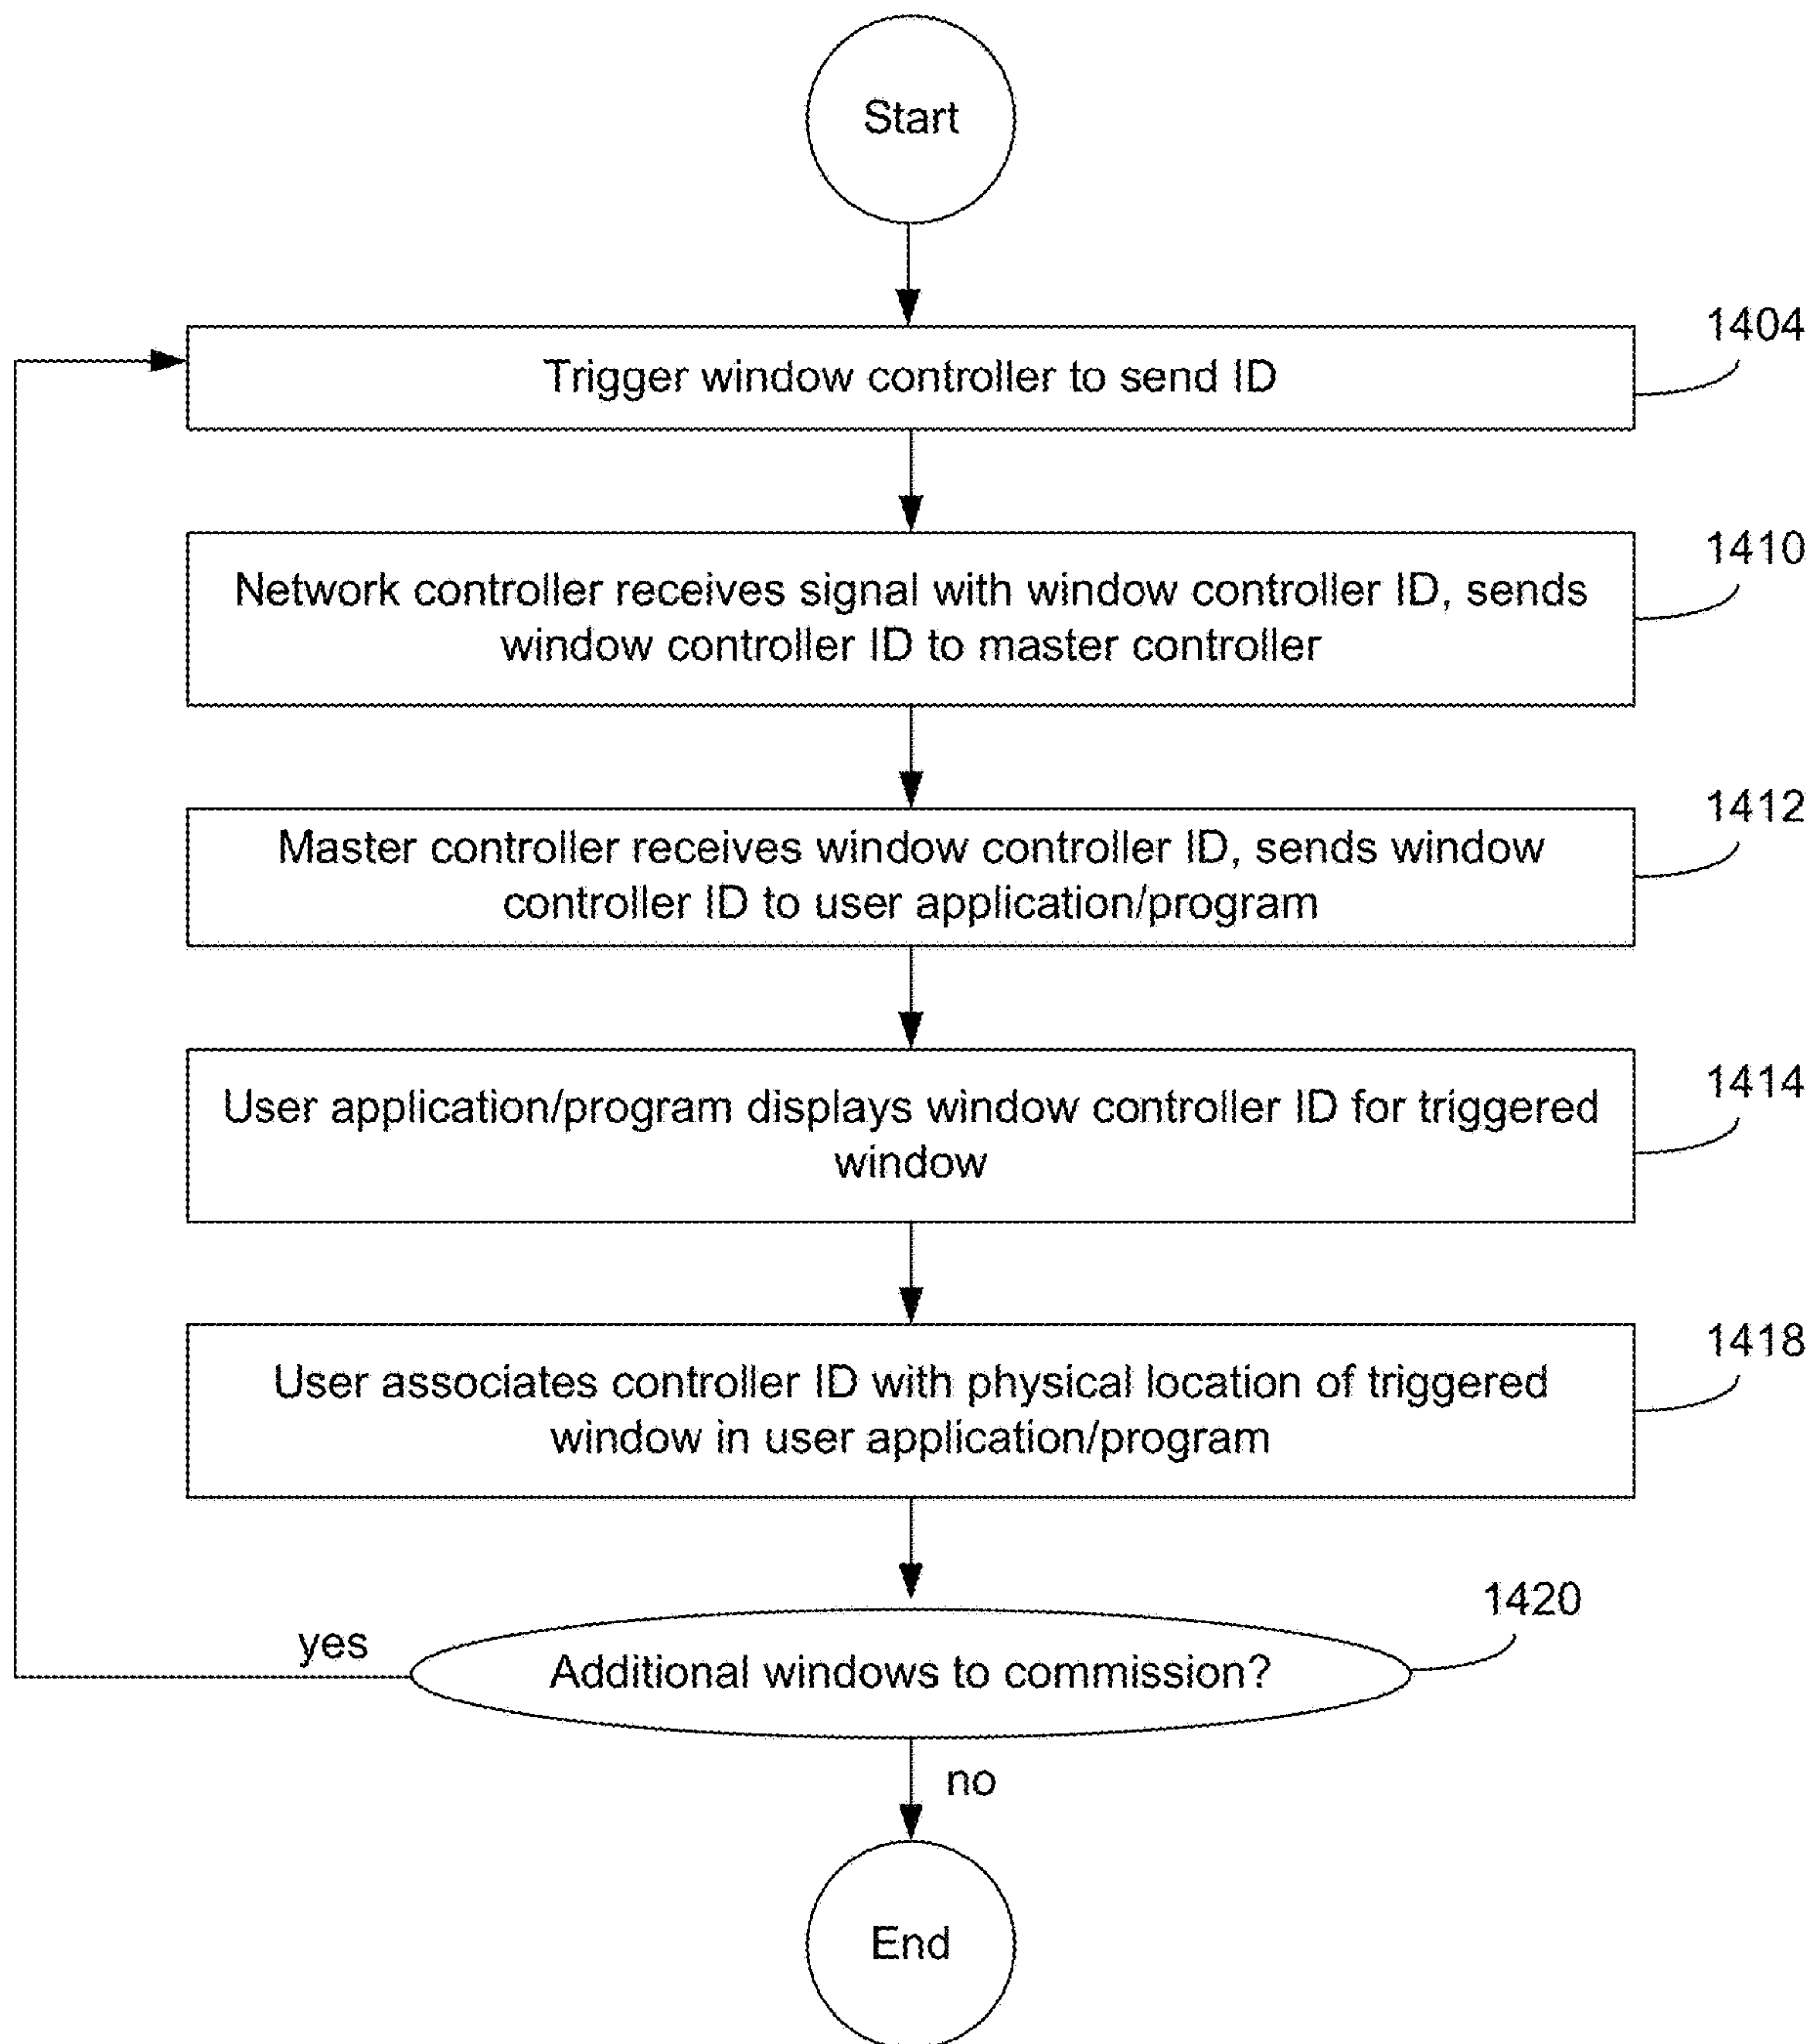 Start
1404
Trigger window controller to send ID
1410
Network controller receives signal with window controller ID, sends
window controller ID to master controller
1412
Master controller receives window controller ID, sends window
controller ID to user application/program
1414
User application/program displays window controller ID for triggered
window
1418
User associates controller ID with physical location of triggered
window in user application/program
1420
yes
Additional windows to commission?
no
End